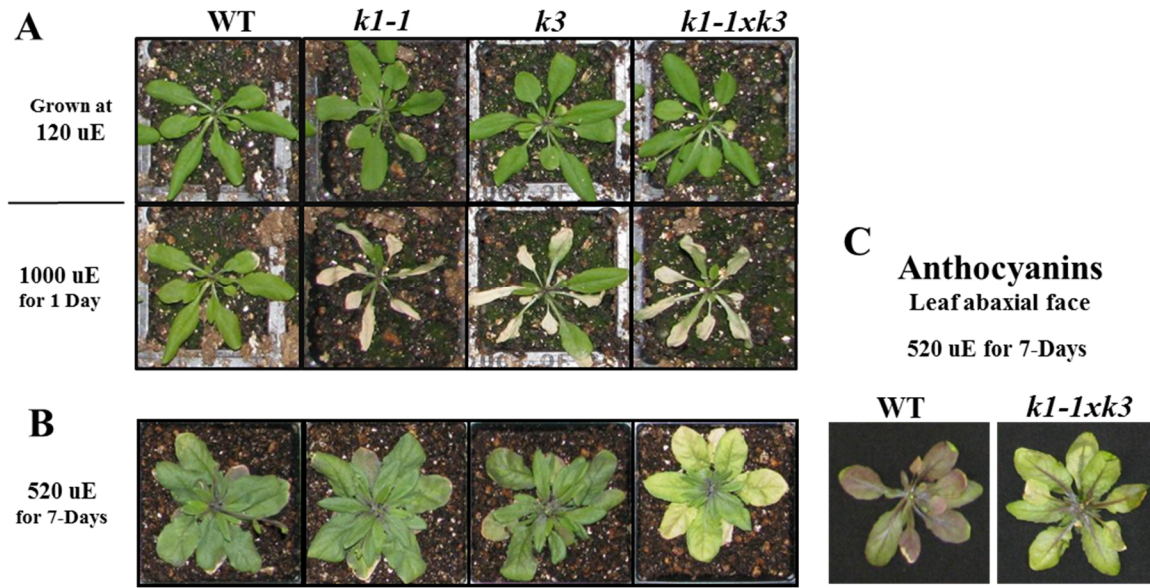 A
WT k1-1 k3 k1-1xk3
Grown at
120 uE
1000 uE
for 1 Day
B
520 uE
for 7-Days
C
Anthocyanins
Leaf abaxial face
520 uE for 7-Days
WT k1-1xk3